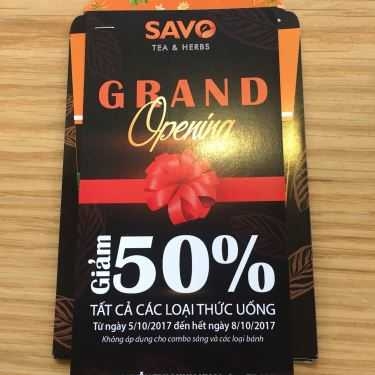 SAVO
TEA & HERBS
GRAND
Opening
Giảm 50%
TẤT CẢ CÁC LOẠI THỨC UỐNG
Từ ngày 5/10/2017 đến hết ngày 8/10/2017
Không áp dụng cho combo sáng và các loại bánh